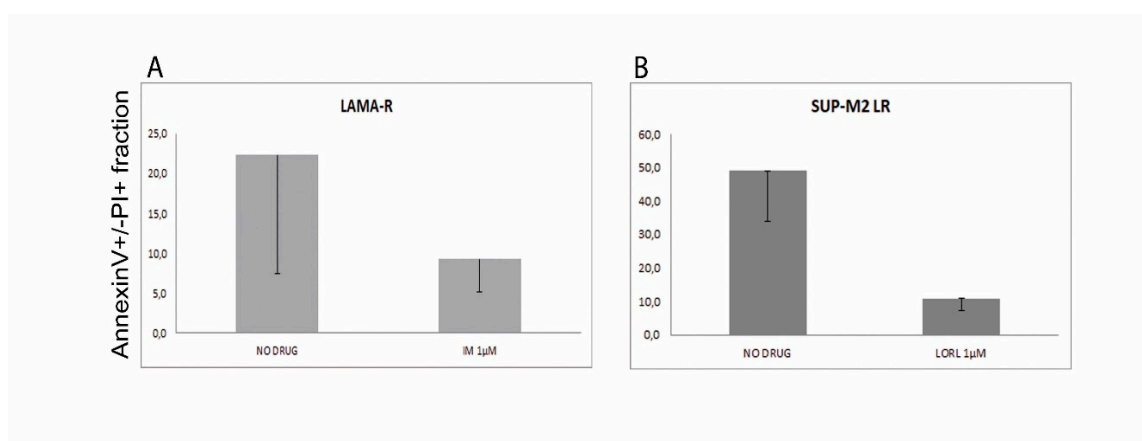 A
B
AnnexinV+/-PI+ fraction
LAMA-R
25,0
20,0
15,0
10,0
5,0
0,0
NO DRUG
IM 1µM
SUP-M2 LR
60,0
50,0
40,0
30,0
20,0
10,0
0,0
NO DRUG
LORL 1µM